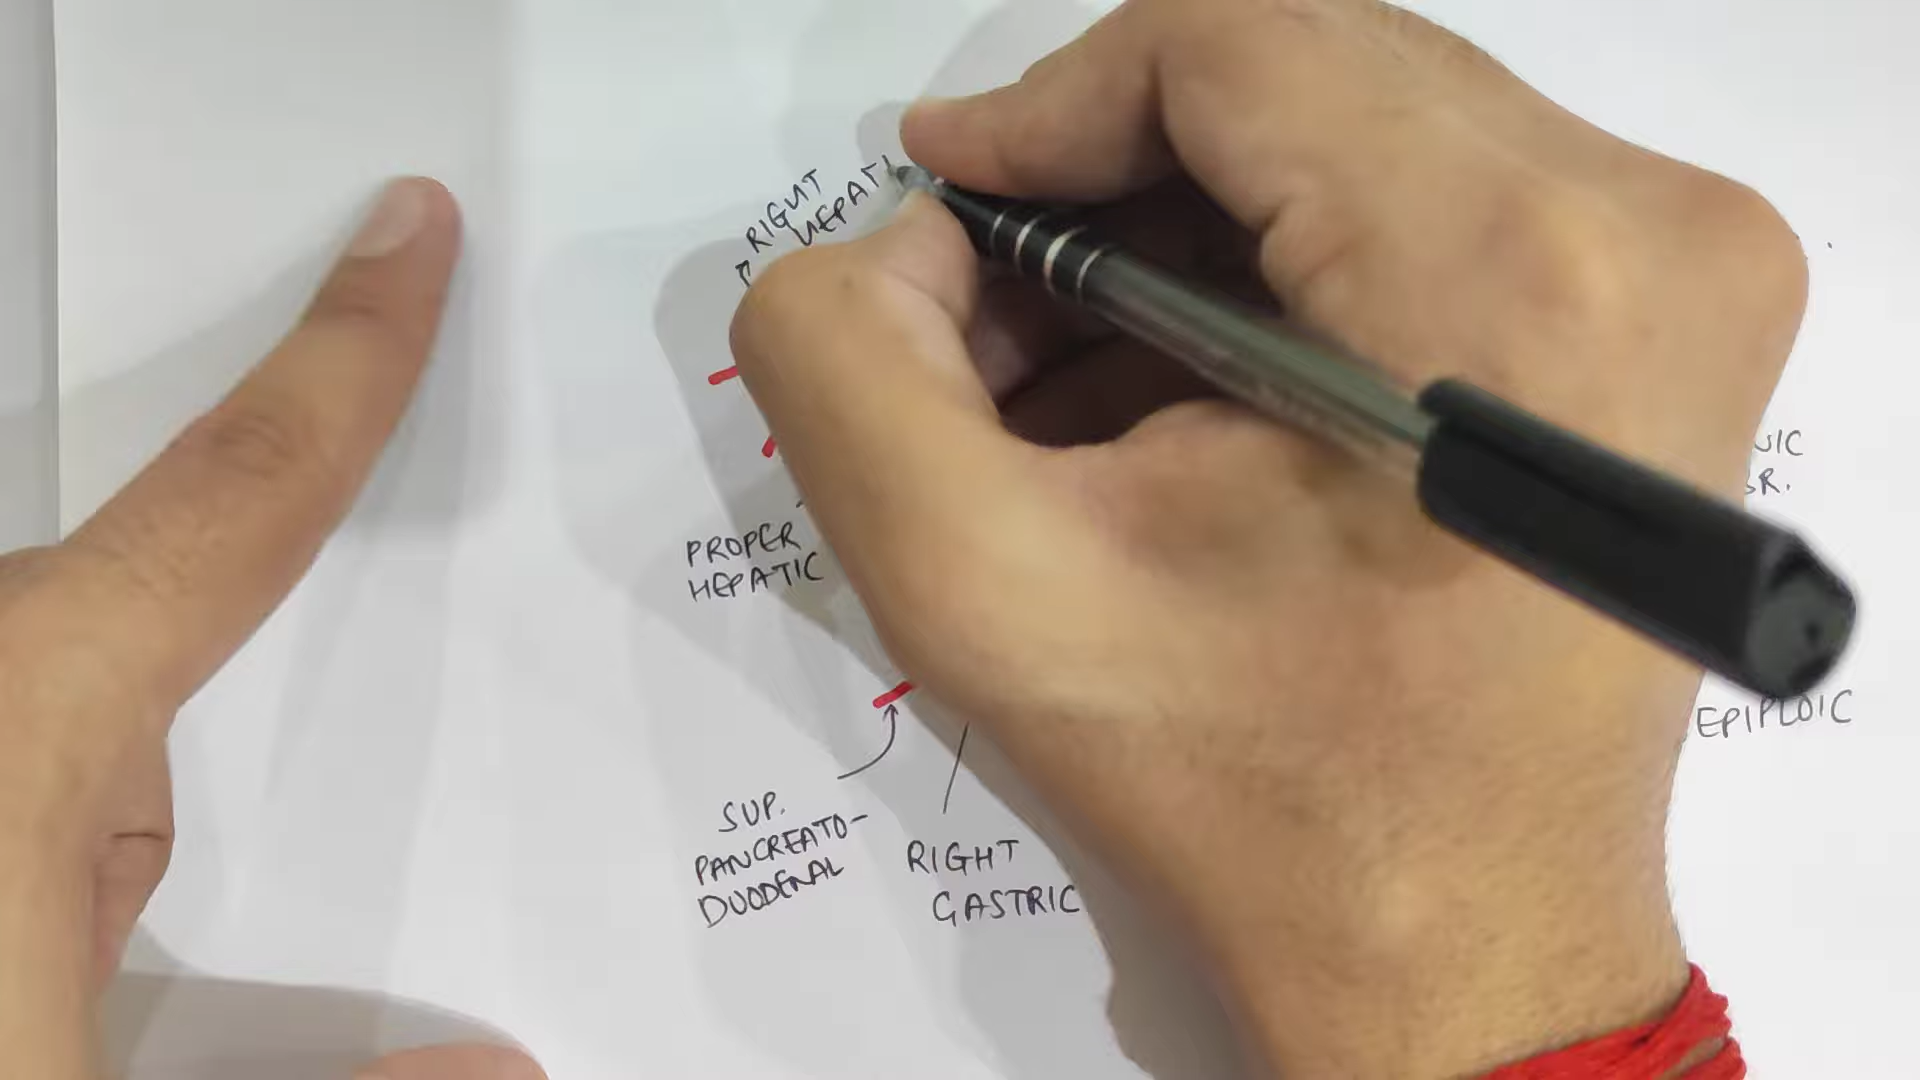 RIGHT
HEPATI
PROPER
HEPATIC
SUP.
PANCREATO-
DUODENAL
RIGHT
GASTRIC
EPIPLOIC